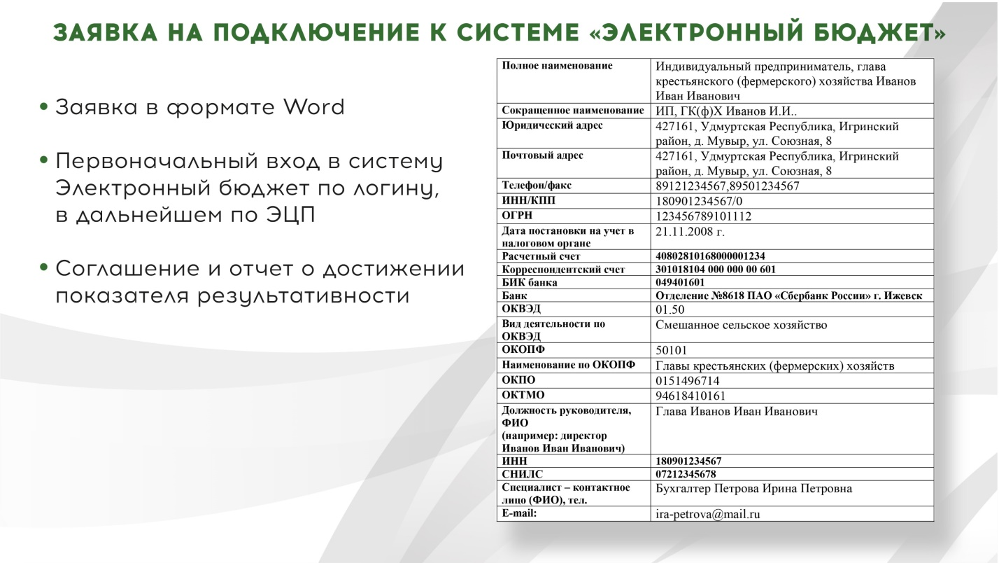 ЗАЯВКА НА ПОДКЛЮЧЕНИЕ К СИСТЕМЕ «ЭЛЕКТРОННЫЙ БЮДЖЕТ»
• Заявка в формате Word
• Первоначальный вход в систему
Электронный бюджет по логину,
в дальнейшем по ЭЦП
• Соглашение и отчет о достижении
показателя результативности
Полное наименование
Индивидуальный предприниматель, глава
крестьянского (фермерского) хозяйства Иванов
Иван Иванович
Сокращенное наименование
ИП, ГК(ф)Х Иванов И.И..
Юридический адрес
427161, Удмуртская Республика, Игринский
район, д. Мувыр, ул. Союзная, 8
Почтовый адрес
427161, Удмуртская Республика, Игринский
район, д. Мувыр, ул. Союзная, 8
Телефон/факс
89121234567,89501234567
ИНН/КПП
180901234567/0
ОГРН
123456789101112
Дата постановки на учет в
налоговом органе
21.11.2008 г.
Расчетный счет
40802810168000001234
Корреспондентский счет
301018104 000 000 00 601
БИК банка
049401601
Банк
Отделение №8618 ПАО «Сбербанк России» г. Ижевск
ОКВЭД
01.50
Вид деятельности по
ОКВЭД
Смешанное сельское хозяйство
ОКОПФ
50101
Наименование по ОКОПФ
Главы крестьянских (фермерских) хозяйств
ОКПО
0151496714
ОКТМО
94618410161
Должность руководителя,
ФИО
(например: директор
Иванов Иван Иванович)
Глава Иванов Иван Иванович
ИНН
180901234567
СНИЛС
07212345678
Специалист – контактное
лицо (ФИО), тел.
Бухгалтер Петрова Ирина Петровна
E-mail:
ira-petrova@mail.ru